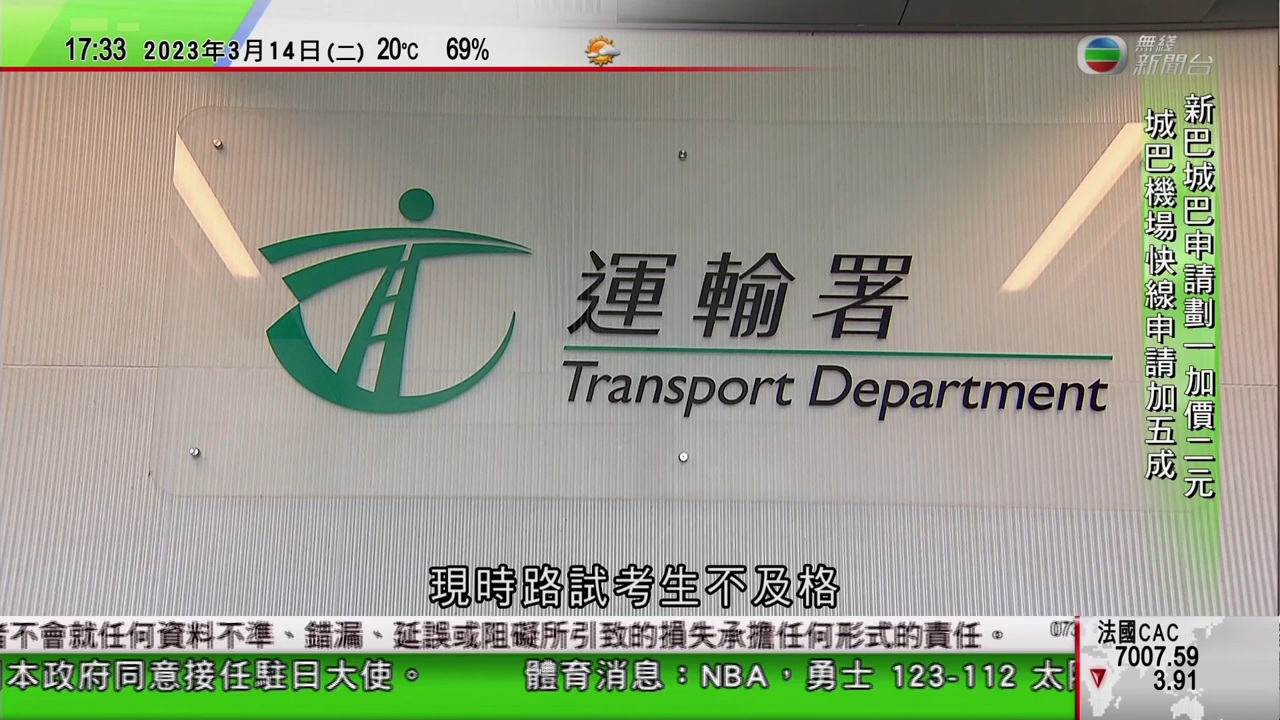 17:33 2023年3月14日(二) 20℃ 69%
無綫
新聞台
新巴城巴申請劃一加價二元
城巴機場快線申請加五成
運輸署
Transport Department
現時路試考生不及格
不會就任何資料不準、錯漏、延誤或阻礙所引致的損失承擔任何形式的責任。
法國CAC
7007.59
3.91
本政府同意接任駐日大使。 體育消息：NBA，勇士 123-112 太